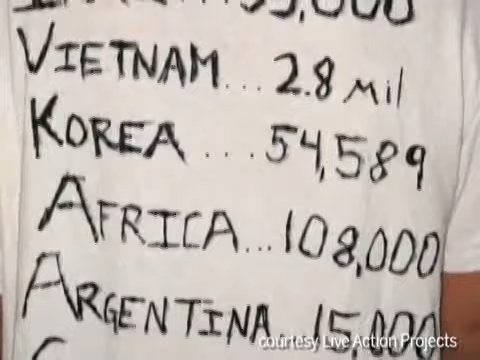 VIETNAM... 2.8 Mil
KOREA ... 54,589
AFRICA...108,000
ARGENTINA 15,000
courtesy Live Action Projects